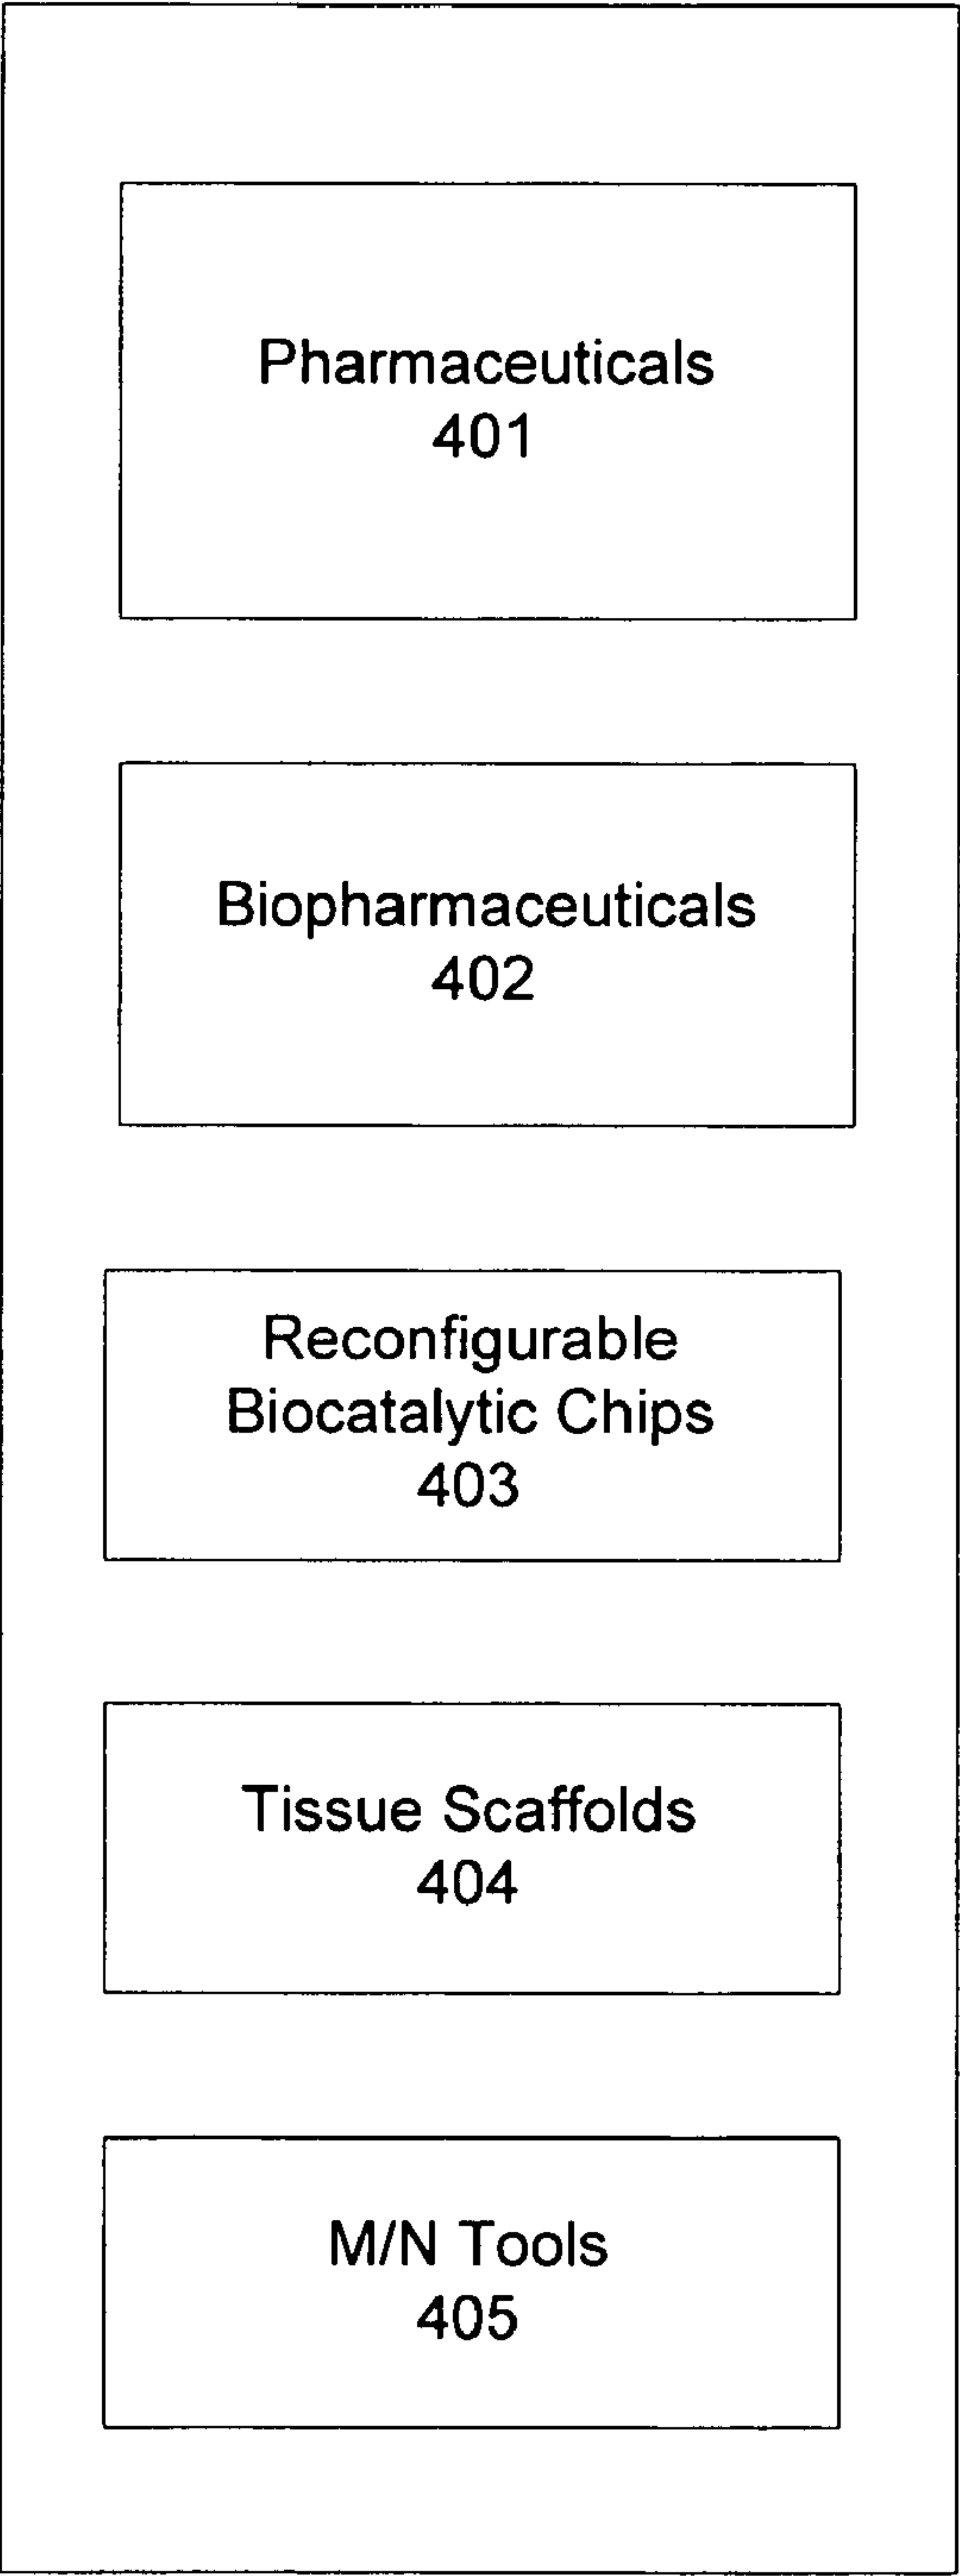 Pharmaceuticals
401
Biopharmaceuticals
402
Reconfigurable
Biocatalytic Chips
403
Tissue Scaffolds
404
M/N Tools
405